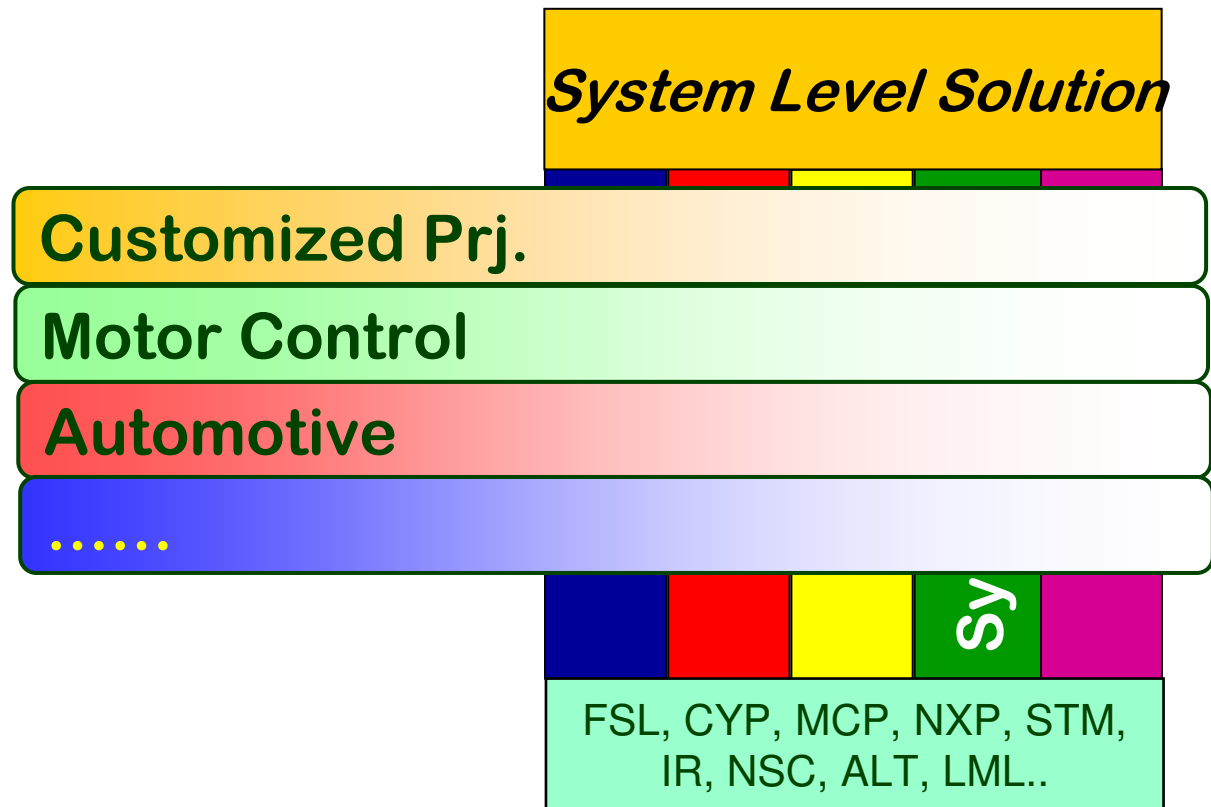 System Level Solution
Customized Prj.
Motor Control
Automotive
......
Sy
FSL, CYP, MCP, NXP, STM,
IR, NSC, ALT, LML..